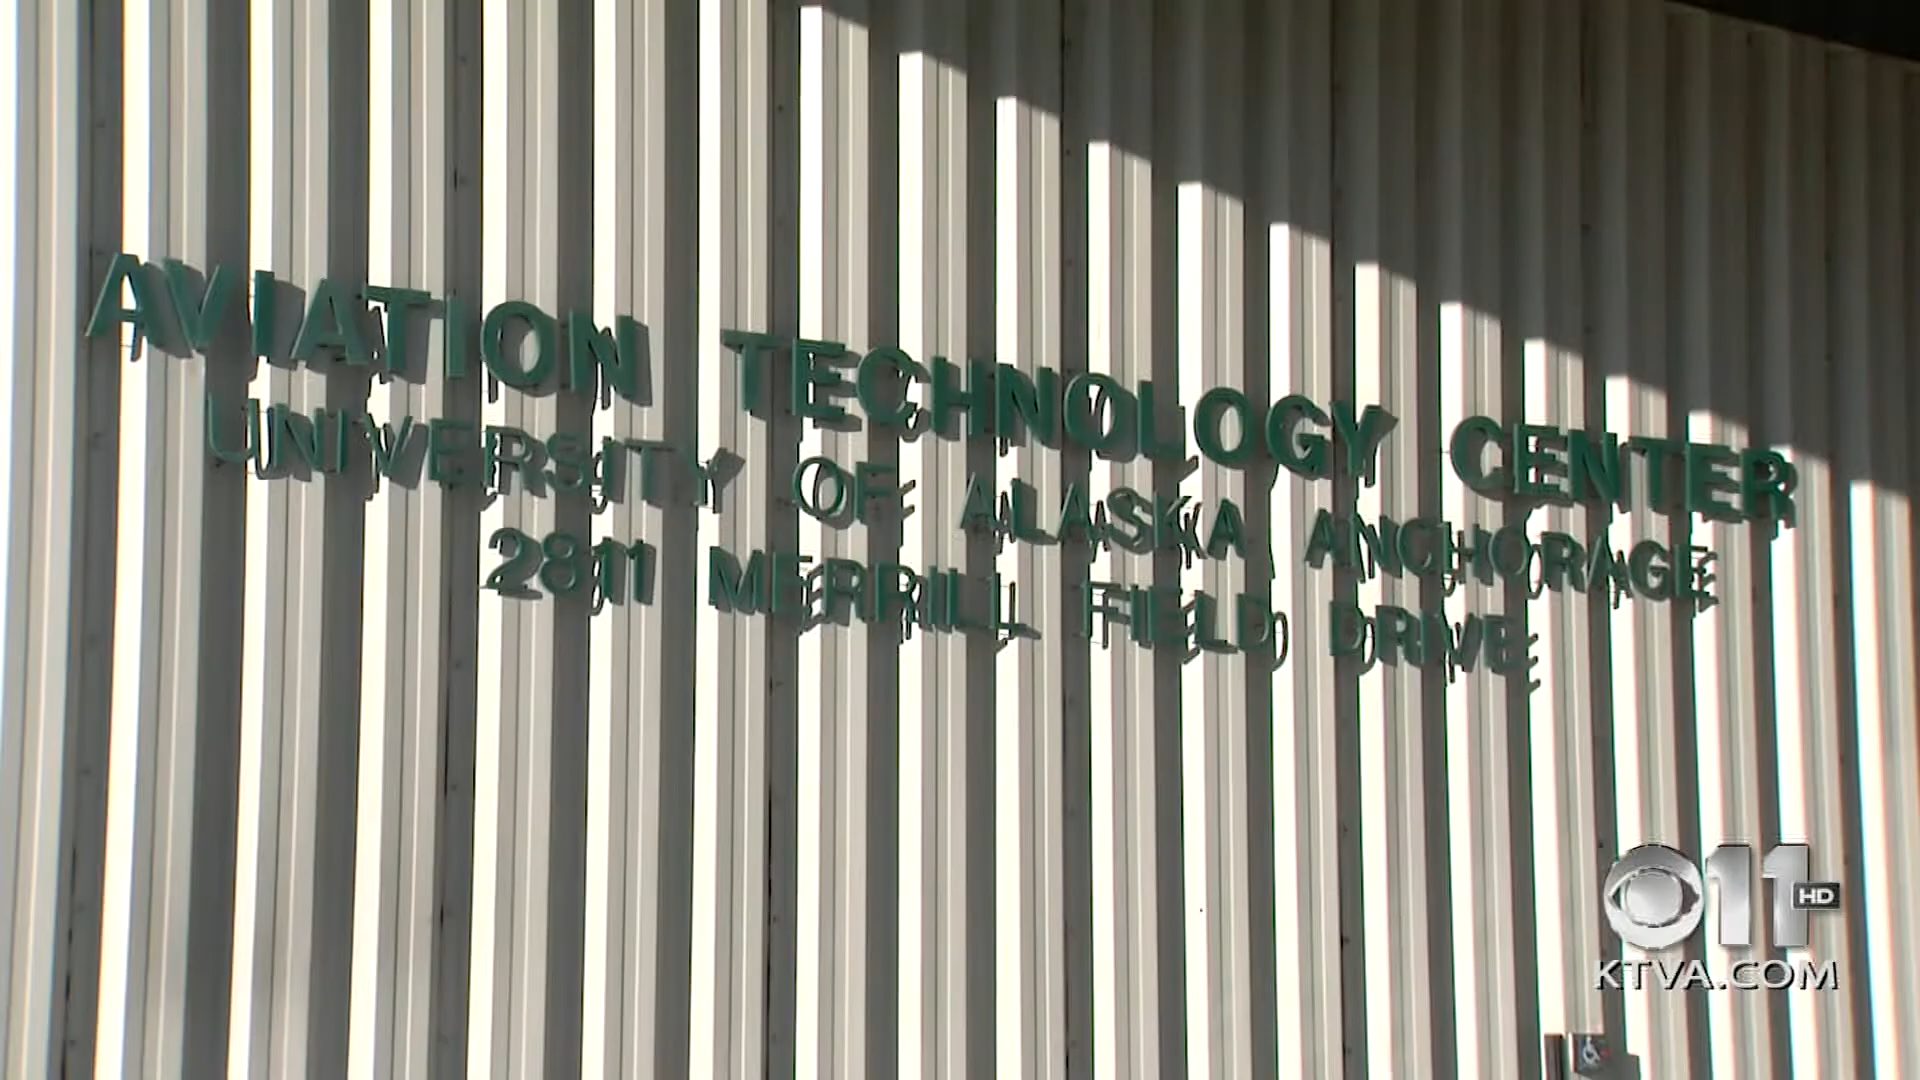 AVIATION TECHNOLOGY CENTER
UNIVERSITY OF ALASKA ANCHORAGE
2811 MERRILL FIELD DRIVE
11 HD
KTVA.COM